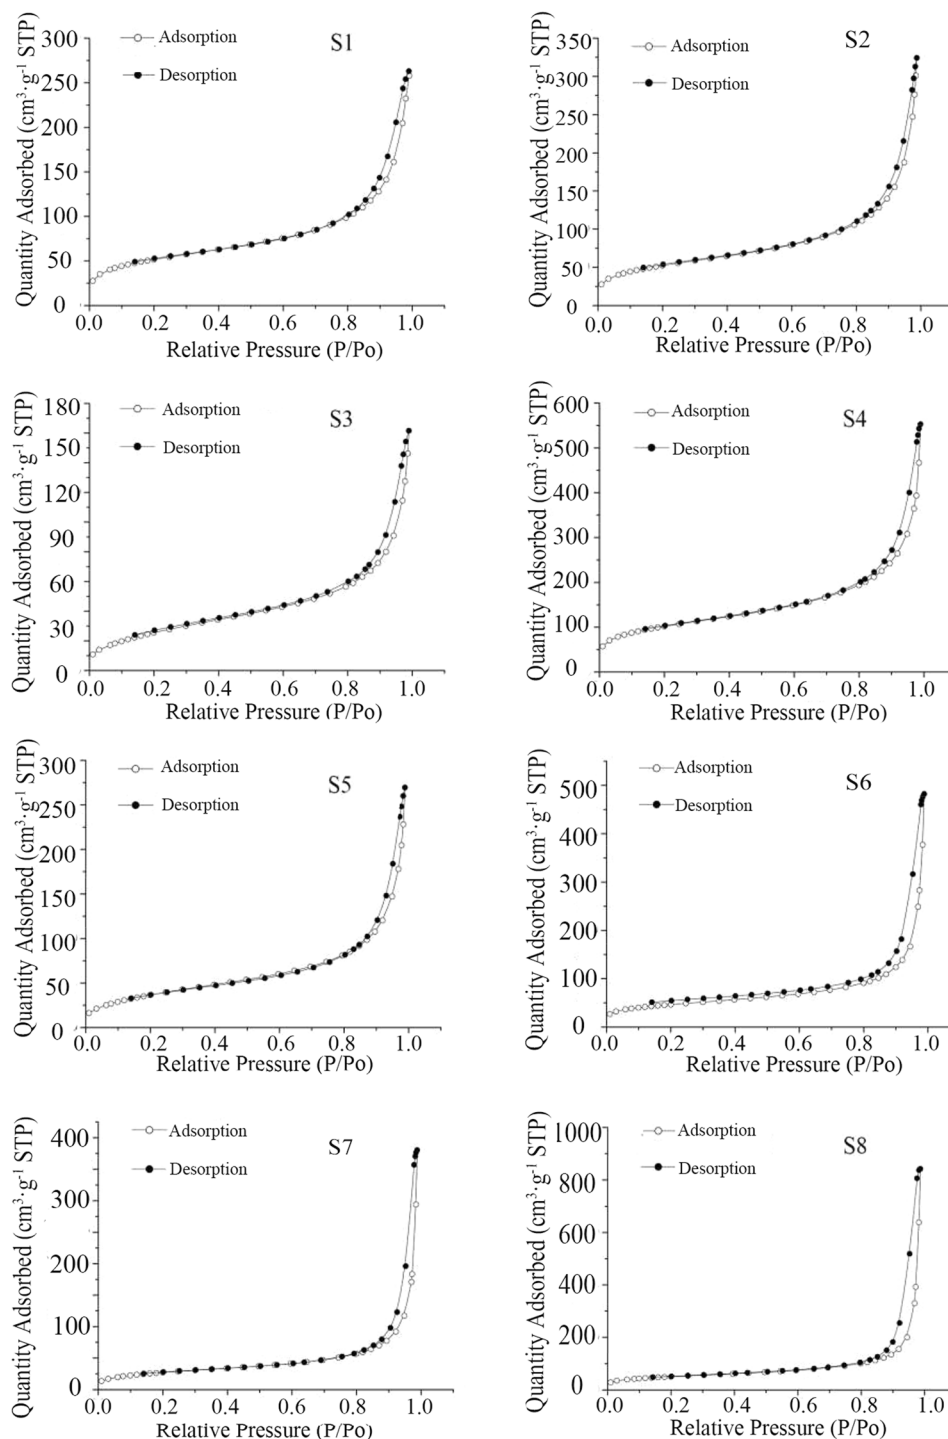 S1
Adsorption
Desorption
Quantity Adsorbed (cm³·g⁻¹ STP)
300
250
200
150
100
50
0
0.0 0.2 0.4 0.6 0.8 1.0
Relative Pressure (P/Po)
S2
Adsorption
Desorption
Quantity Adsorbed (cm³·g⁻¹ STP)
350
300
250
200
150
100
50
0
0.0 0.2 0.4 0.6 0.8 1.0
Relative Pressure (P/Po)
S3
Adsorption
Desorption
Quantity Adsorbed (cm³·g⁻¹ STP)
180
150
120
90
60
30
0
0.0 0.2 0.4 0.6 0.8 1.0
Relative Pressure (P/Po)
S4
Adsorption
Desorption
Quantity Adsorbed (cm³·g⁻¹ STP)
600
500
400
300
200
100
0
0.0 0.2 0.4 0.6 0.8 1.0
Relative Pressure (P/Po)
S5
Adsorption
Desorption
Quantity Adsorbed (cm³·g⁻¹ STP)
300
250
200
150
100
50
0
0.0 0.2 0.4 0.6 0.8 1.0
Relative Pressure (P/Po)
S6
Adsorption
Desorption
Quantity Adsorbed (cm³·g⁻¹ STP)
500
400
300
200
100
0
0.0 0.2 0.4 0.6 0.8 1.0
Relative Pressure (P/Po)
S7
Adsorption
Desorption
Quantity Adsorbed (cm³·g⁻¹ STP)
400
300
200
100
0
0.0 0.2 0.4 0.6 0.8 1.0
Relative Pressure (P/Po)
S8
Adsorption
Desorption
Quantity Adsorbed (cm³·g⁻¹ STP)
1000
800
600
400
200
0
0.0 0.2 0.4 0.6 0.8 1.0
Relative Pressure (P/Po)